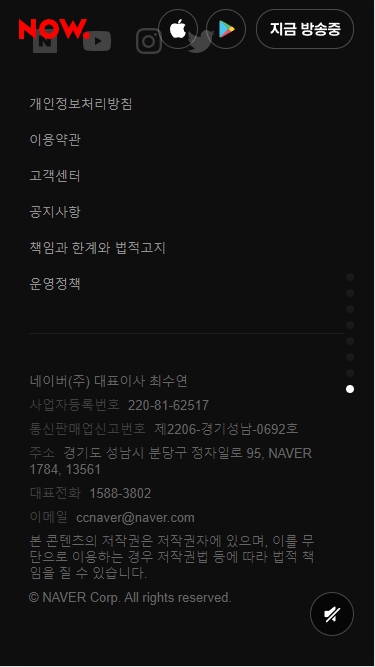 NOW.
지금 방송중
개인정보처리방침
이용약관
고객센터
공지사항
책임과 한계와 법적고지
운영정책
네이버(주) 대표이사 최수연
사업자등록번호 220-81-62517
통신판매업신고번호 제2206-경기성남-0692호
주소 경기도 성남시 분당구 정자일로 95, NAVER
1784, 13561
대표전화 1588-3802
이메일 ccnaver@naver.com
본 콘텐츠의 저작권은 저작권자에 있으며, 이를 무
단으로 이용하는 경우 저작권법 등에 따라 법적 책
임을 질 수 있습니다.
© NAVER Corp. All rights reserved.